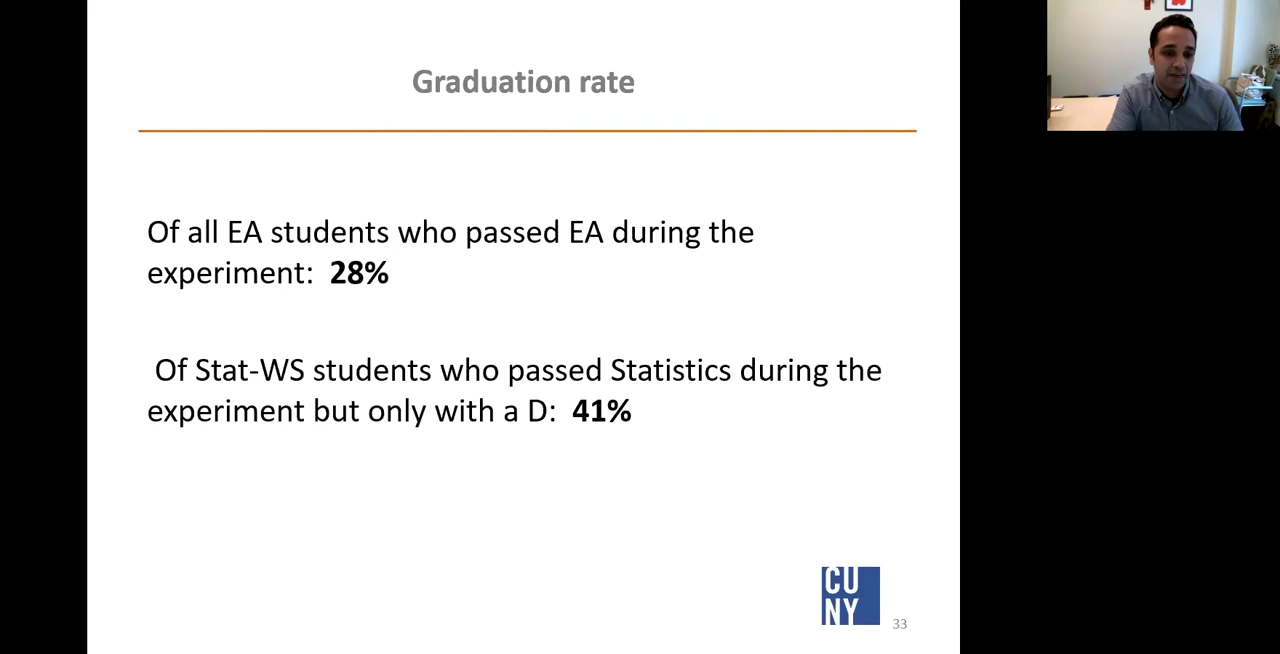 Graduation rate
Of all EA students who passed EA during the
experiment: 28%
Of Stat-WS students who passed Statistics during the
experiment but only with a D: 41%
CU
NY
33